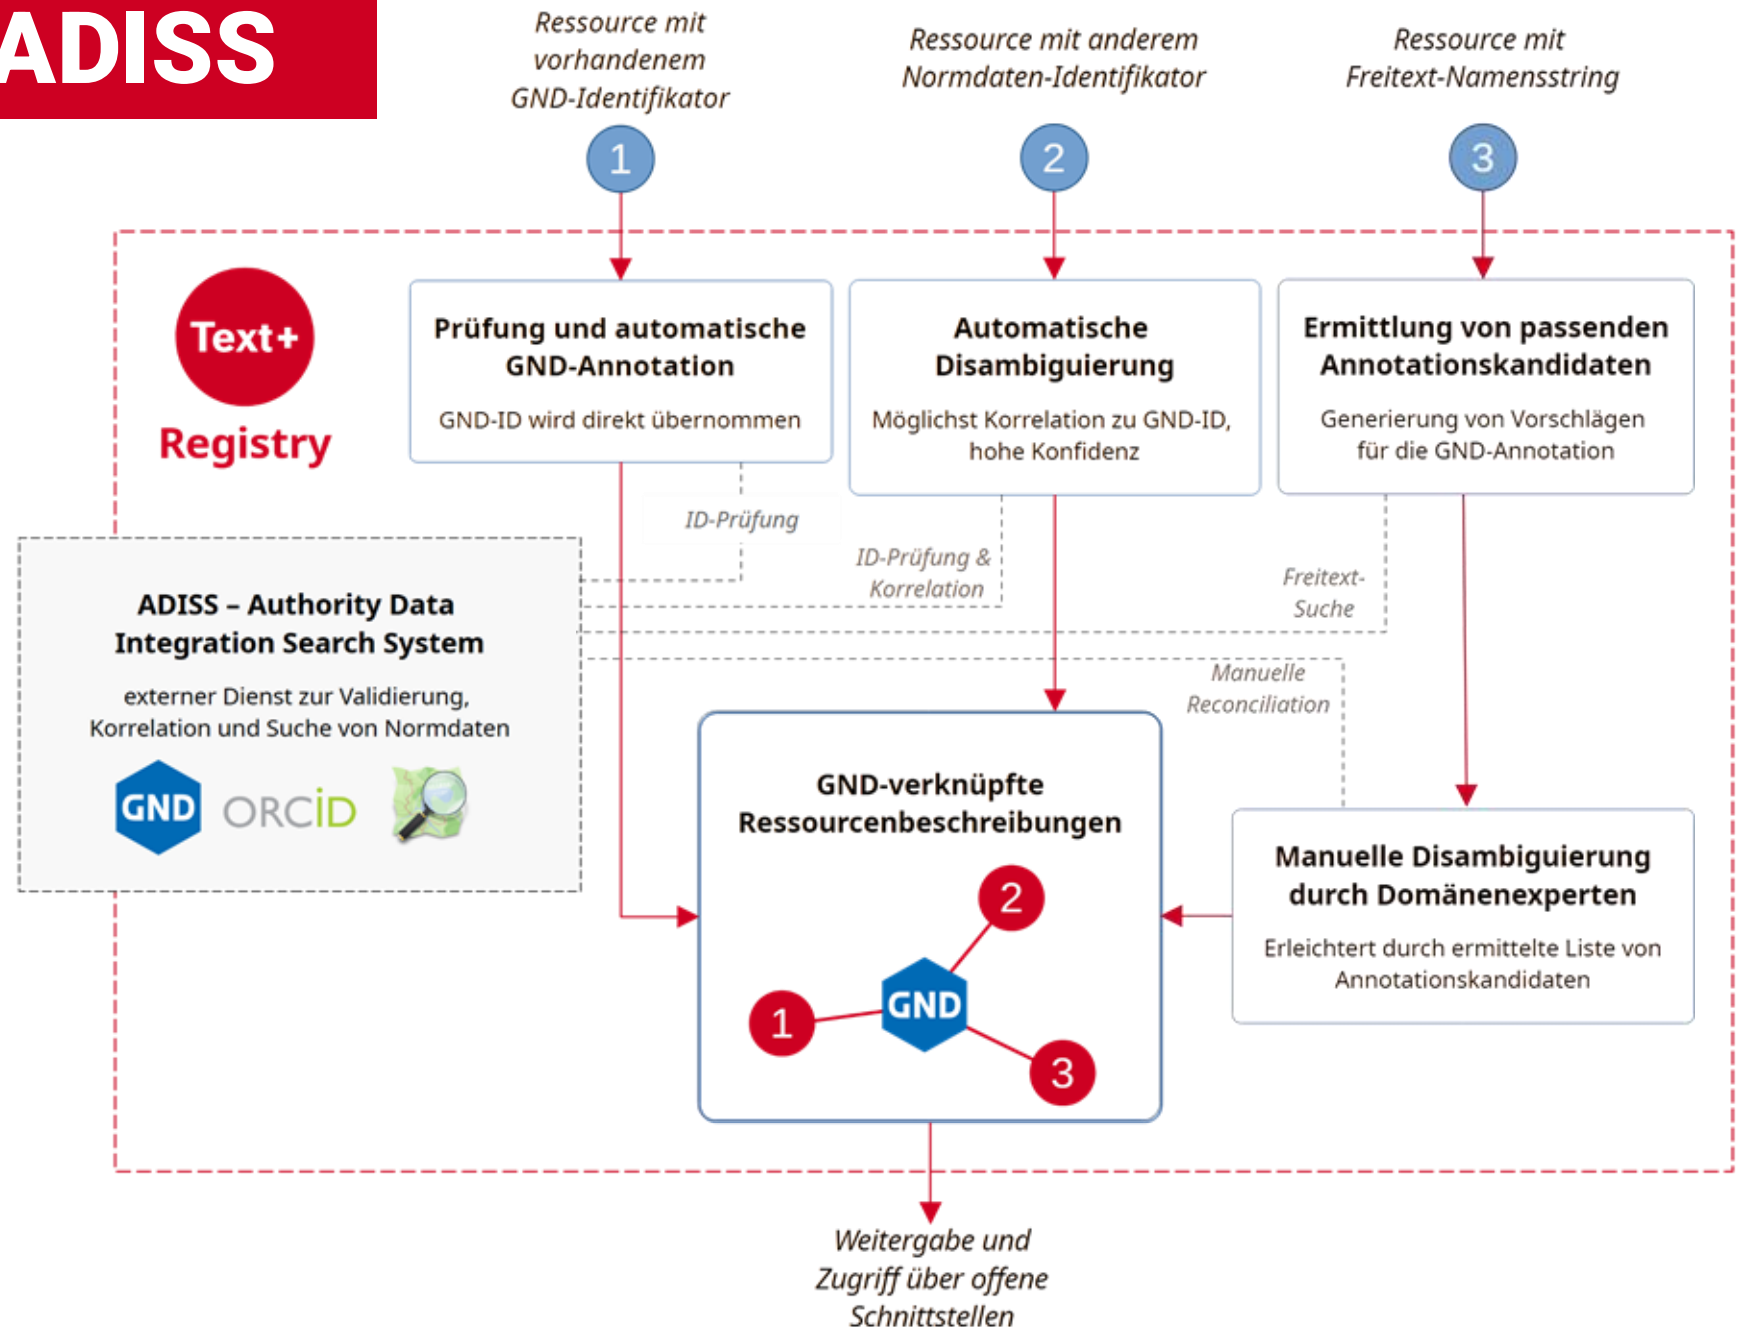 ADISS
Ressource mit
vorhandenem
GND-Identifikator
Ressource mit anderem
Normdaten-Identifikator
Ressource mit
Freitext-Namensstring
1
2
3
Text+
Registry
Prüfung und automatische
GND-Annotation
GND-ID wird direkt übernommen
Automatische
Disambiguierung
Möglichst Korrelation zu GND-ID,
hohe Konfidenz
Ermittlung von passenden
Annotationskandidaten
Generierung von Vorschlägen
für die GND-Annotation
ID-Prüfung
ID-Prüfung &
Korrelation
Freitext-
Suche
Manuelle
Reconciliation
ADISS – Authority Data
Integration Search System
externer Dienst zur Validierung,
Korrelation und Suche von Normdaten
GND
ORCID
GND-verknüpfte
Ressourcenbeschreibungen
2
GND
1
3
Manuelle Disambiguierung
durch Domänenexperten
Erleichtert durch ermittelte Liste von
Annotationskandidaten
Weitergabe und
Zugriff über offene
Schnittstellen